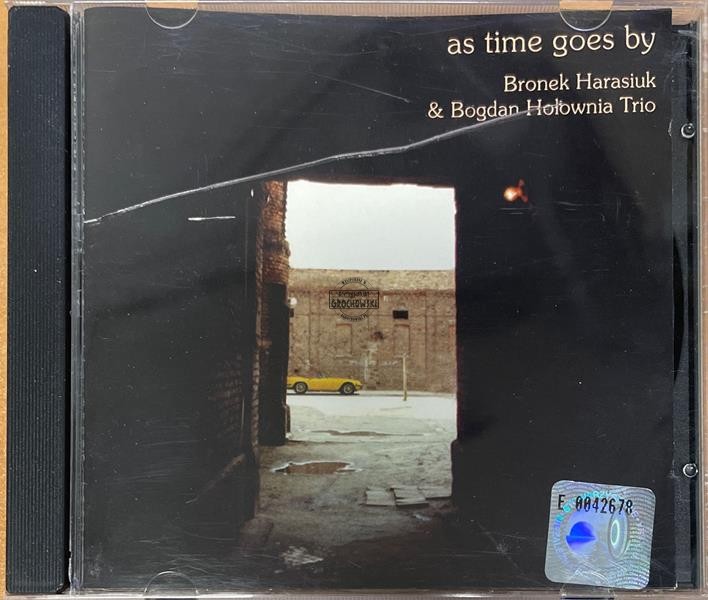 as time goes by
Bronek Harasiuk
& Bogdan Hołownia Trio
GROCHOWSKI
E 0042678